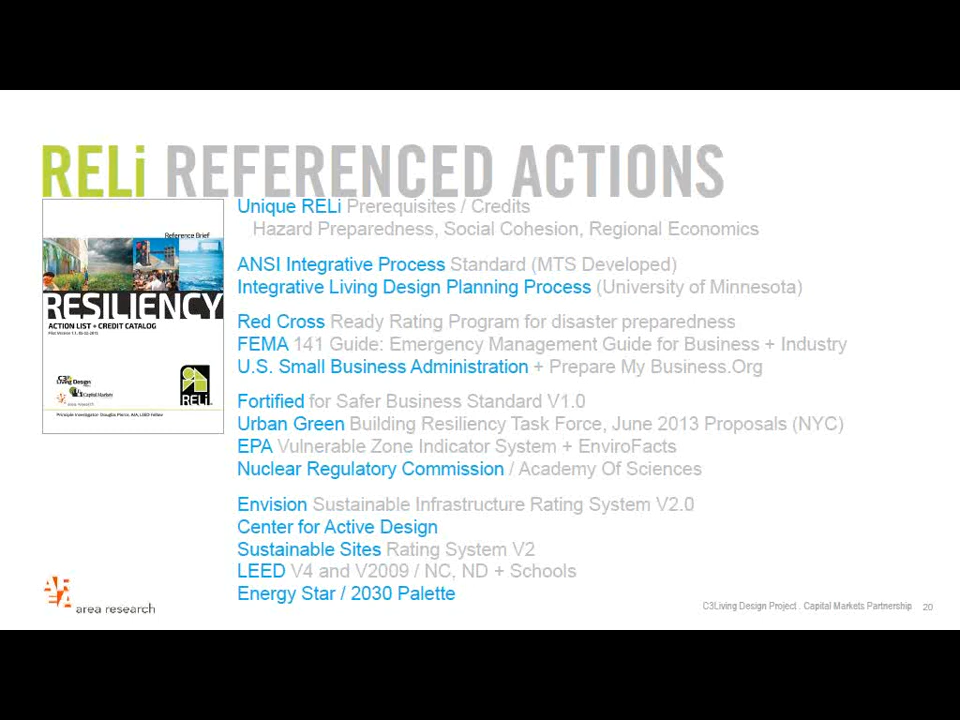 RELi REFERENCED ACTIONS
Unique RELi Prerequisites / Credits
Hazard Preparedness, Social Cohesion, Regional Economics
ANSI Integrative Process Standard (MTS Developed)
Integrative Living Design Planning Process (University of Minnesota)
Red Cross Ready Rating Program for disaster preparedness
FEMA 141 Guide: Emergency Management Guide for Business + Industry
U.S. Small Business Administration + Prepare My Business.Org
Fortified for Safer Business Standard V1.0
Urban Green Building Resiliency Task Force, June 2013 Proposals (NYC)
EPA Vulnerable Zone Indicator System + EnviroFacts
Nuclear Regulatory Commission / Academy Of Sciences
Envision Sustainable Infrastructure Rating System V2.0
Center for Active Design
Sustainable Sites Rating System V2
LEED V4 and V2009 / NC, ND + Schools
Energy Star / 2030 Palette
Reference Brief
RESILIENCY
ACTION LIST + CREDIT CATALOG
C3
Living Design
Capital Markets
RELi
AREA
area research
C3Living Design Project . Capital Markets Partnership 20